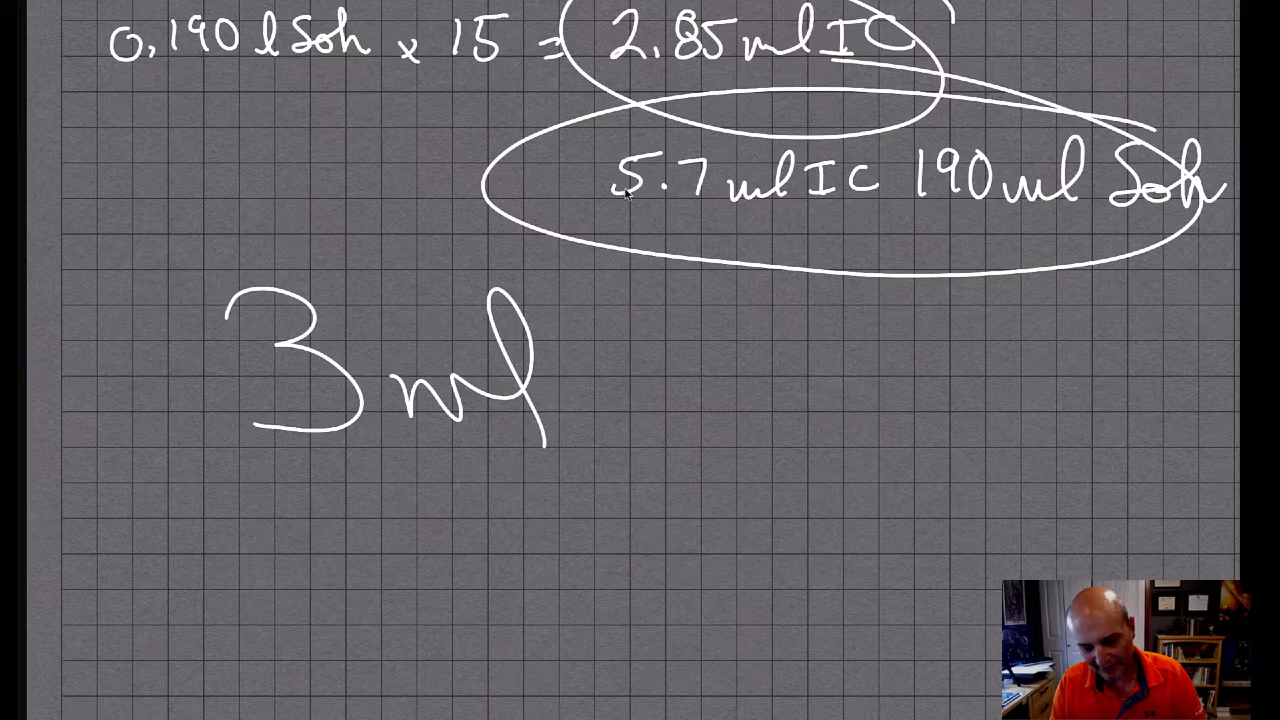 0,190 l Soln x 15 = 2.85 ml IC
5.7 ml IC 190 ml Soln
3 ml